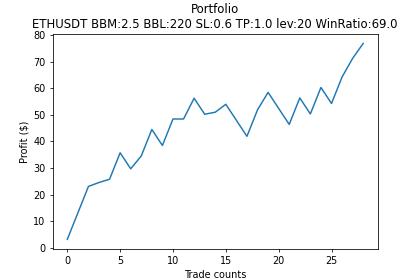 Portfolio
ETHUSDT BBM:2.5 BBL:220 SL:0.6 TP:1.0 lev:20 WinRatio:69.0
80
70
60
50
40
30
20
10
0
Profit ($)
0 5 10 15 20 25
Trade counts